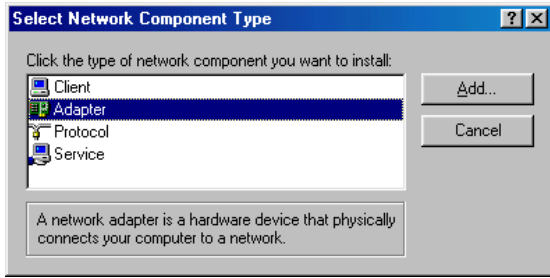 Select Network Component Type
Click the type of network component you want to install:
Client
Adapter
Protocol
Service
Add...
Cancel
A network adapter is a hardware device that physically
connects your computer to a network.